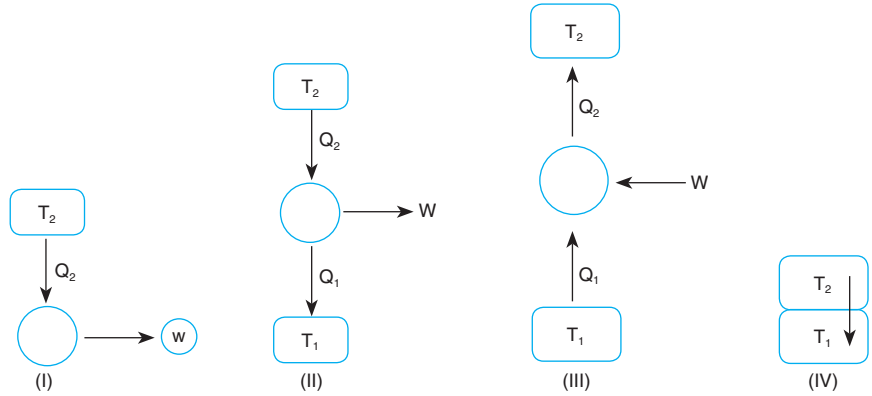 T₂
Q₂
w
(I)
T₂
Q₂
W
Q₁
T₁
(II)
T₂
Q₂
W
Q₁
T₁
(III)
T₂
T₁
(IV)